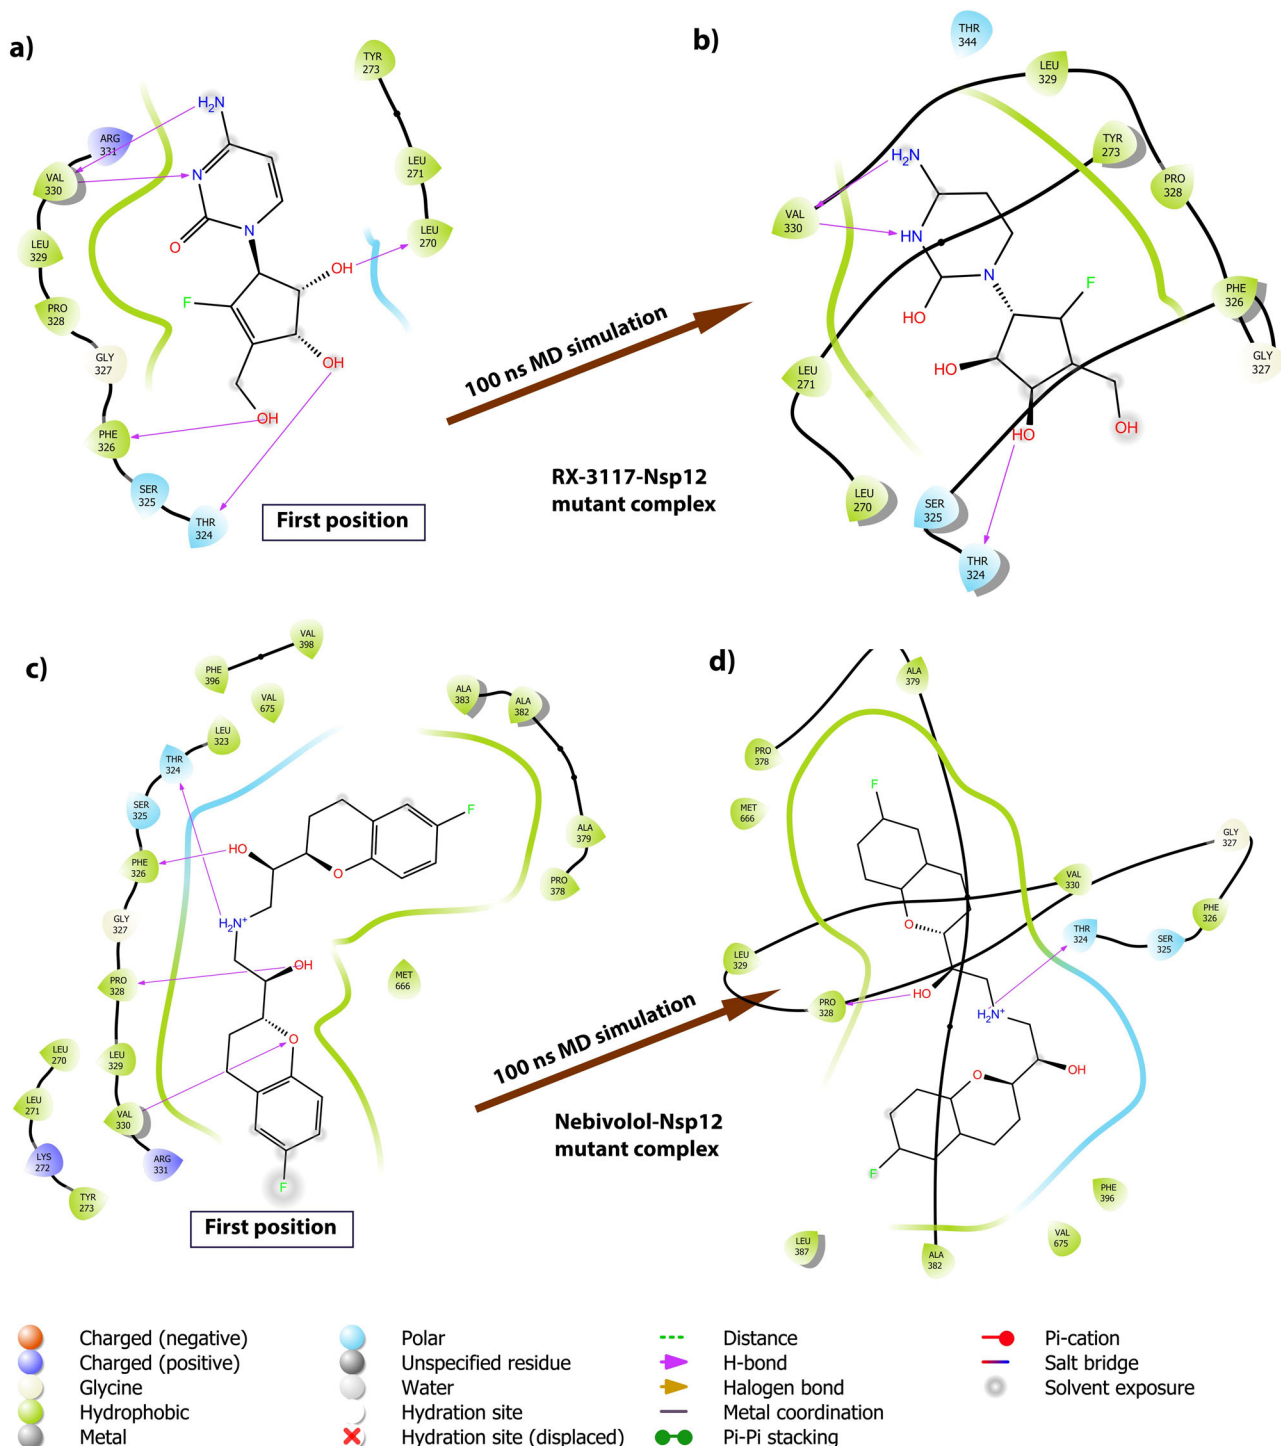 a)
TYR
273
H₂N
ARG
331
VAL
330
N
LEU
271
O
N
LEU
270
LEU
329
OH
F
PRO
328
GLY
327
OH
OH
PHE
326
SER
325
THR
324
First position
100 ns MD simulation
RX-3117-Nsp12
mutant complex
b)
THR
344
LEU
329
TYR
273
H₂N
PRO
328
VAL
330
HN
N
F
PHE
326
HO
GLY
327
LEU
271
HO
HO
OH
LEU
270
SER
325
THR
324
c)
VAL
398
PHE
396
VAL
675
ALA
383
ALA
382
LEU
323
THR
324
SER
325
F
ALA
379
HO
PHE
326
O
PRO
378
GLY
327
H₂N⁺
OH
PRO
328
MET
666
O
LEU
270
LEU
329
LEU
271
VAL
330
LYS
272
ARG
331
TYR
273
F
First position
100 ns MD simulation
Nebivolol-Nsp12
mutant complex
d)
ALA
379
PRO
378
F
MET
666
GLY
327
VAL
330
PHE
326
O
THR
324
SER
325
LEU
329
HO
PRO
328
H₂N⁺
O
OH
F
PHE
396
LEU
387
VAL
675
ALA
382
Charged (negative)
Charged (positive)
Glycine
Hydrophobic
Metal
Polar
Unspecified residue
Water
Hydration site
Hydration site (displaced)
Distance
H-bond
Halogen bond
Metal coordination
Pi-Pi stacking
Pi-cation
Salt bridge
Solvent exposure